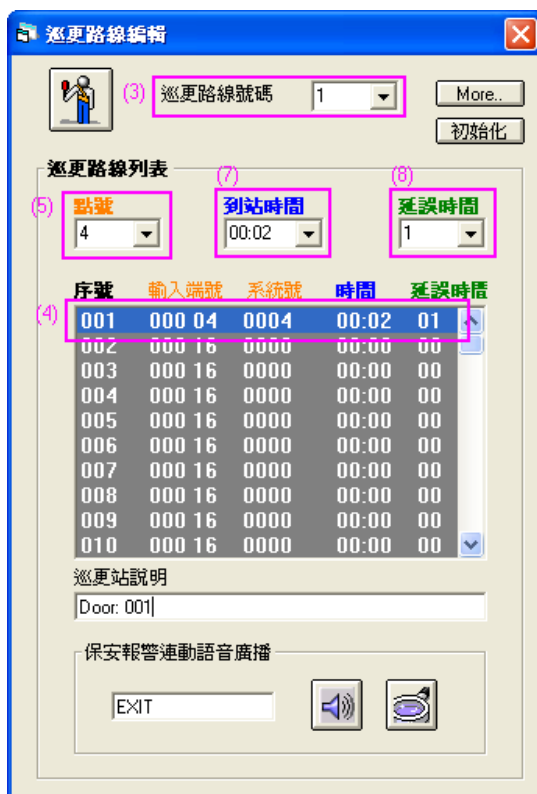 巡更路線編輯
(3) 巡更路線號碼 1 More..
初始化
巡更路線列表
(7) (8)
(5) 點號 到站時間 延誤時間
4 00:02 1
序號 輸入端號 系統號 時間 延誤時間
(4) 001 000 04 0004 00:02 01
002 000 16 0000 00:00 00
003 000 16 0000 00:00 00
004 000 16 0000 00:00 00
005 000 16 0000 00:00 00
006 000 16 0000 00:00 00
007 000 16 0000 00:00 00
008 000 16 0000 00:00 00
009 000 16 0000 00:00 00
010 000 16 0000 00:00 00
巡更站説明
Door: 001
保安報警連動語音廣播
EXIT